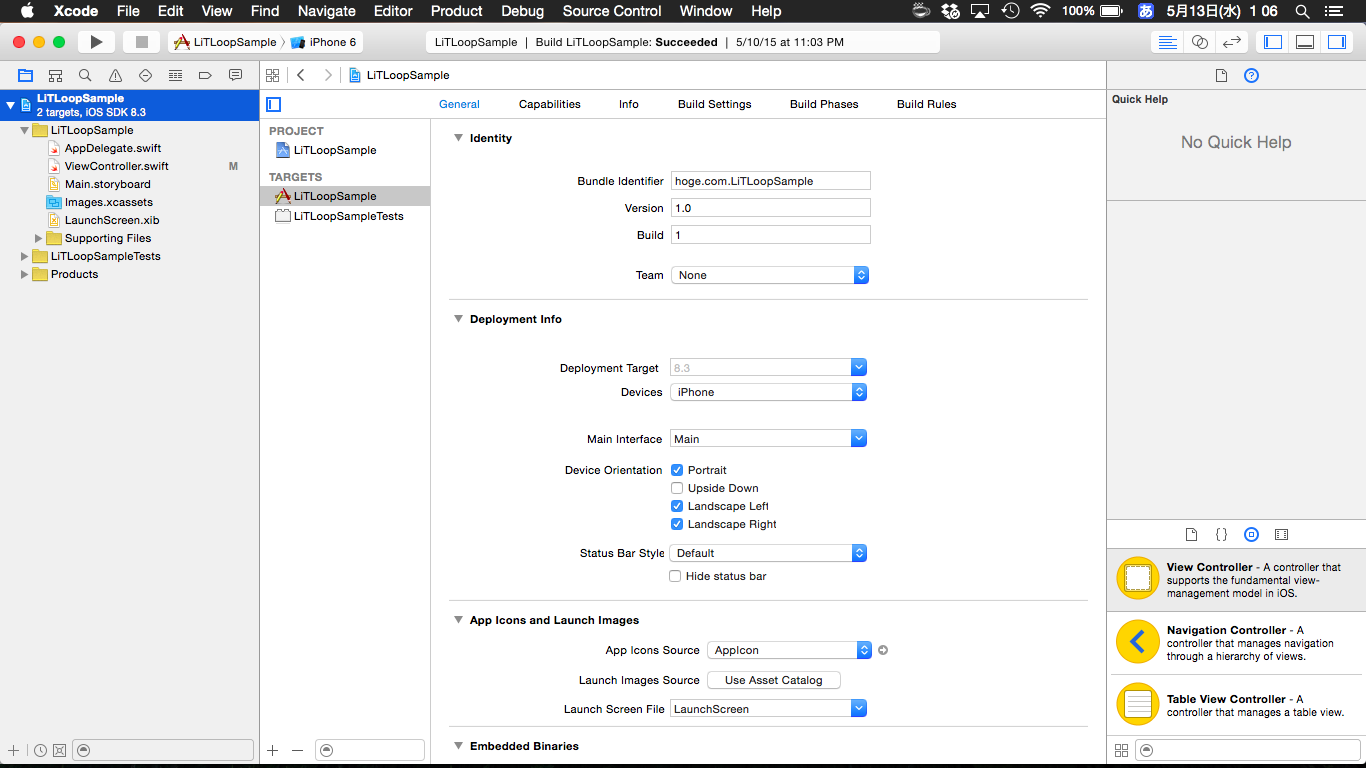 Xcode File Edit View Find Navigate Editor Product Debug Source Control Window Help 100% あ 5月13日(水) 1 06
LiTLoopSample iPhone 6 LiTLoopSample | Build LiTLoopSample: Succeeded | 5/10/15 at 11:03 PM
LiTLoopSample
2 targets, iOS SDK 8.3
LiTLoopSample
AppDelegate.swift
ViewController.swift M
Main.storyboard
Images.xcassets
LaunchScreen.xib
Supporting Files
LiTLoopSampleTests
Products
LiTLoopSample
General Capabilities Info Build Settings Build Phases Build Rules
PROJECT
LiTLoopSample
TARGETS
LiTLoopSample
LiTLoopSampleTests
Identity
Bundle Identifier hoge.com.LiTLoopSample
Version 1.0
Build 1
Team None
Deployment Info
Deployment Target 8.3
Devices iPhone
Main Interface Main
Device Orientation Portrait
Upside Down
Landscape Left
Landscape Right
Status Bar Style Default
Hide status bar
App Icons and Launch Images
App Icons Source AppIcon
Launch Images Source Use Asset Catalog
Launch Screen File LaunchScreen
Embedded Binaries
Quick Help
No Quick Help
View Controller - A controller that
supports the fundamental view-
management model in iOS.
Navigation Controller - A
controller that manages navigation
through a hierarchy of views.
Table View Controller - A
controller that manages a table view.